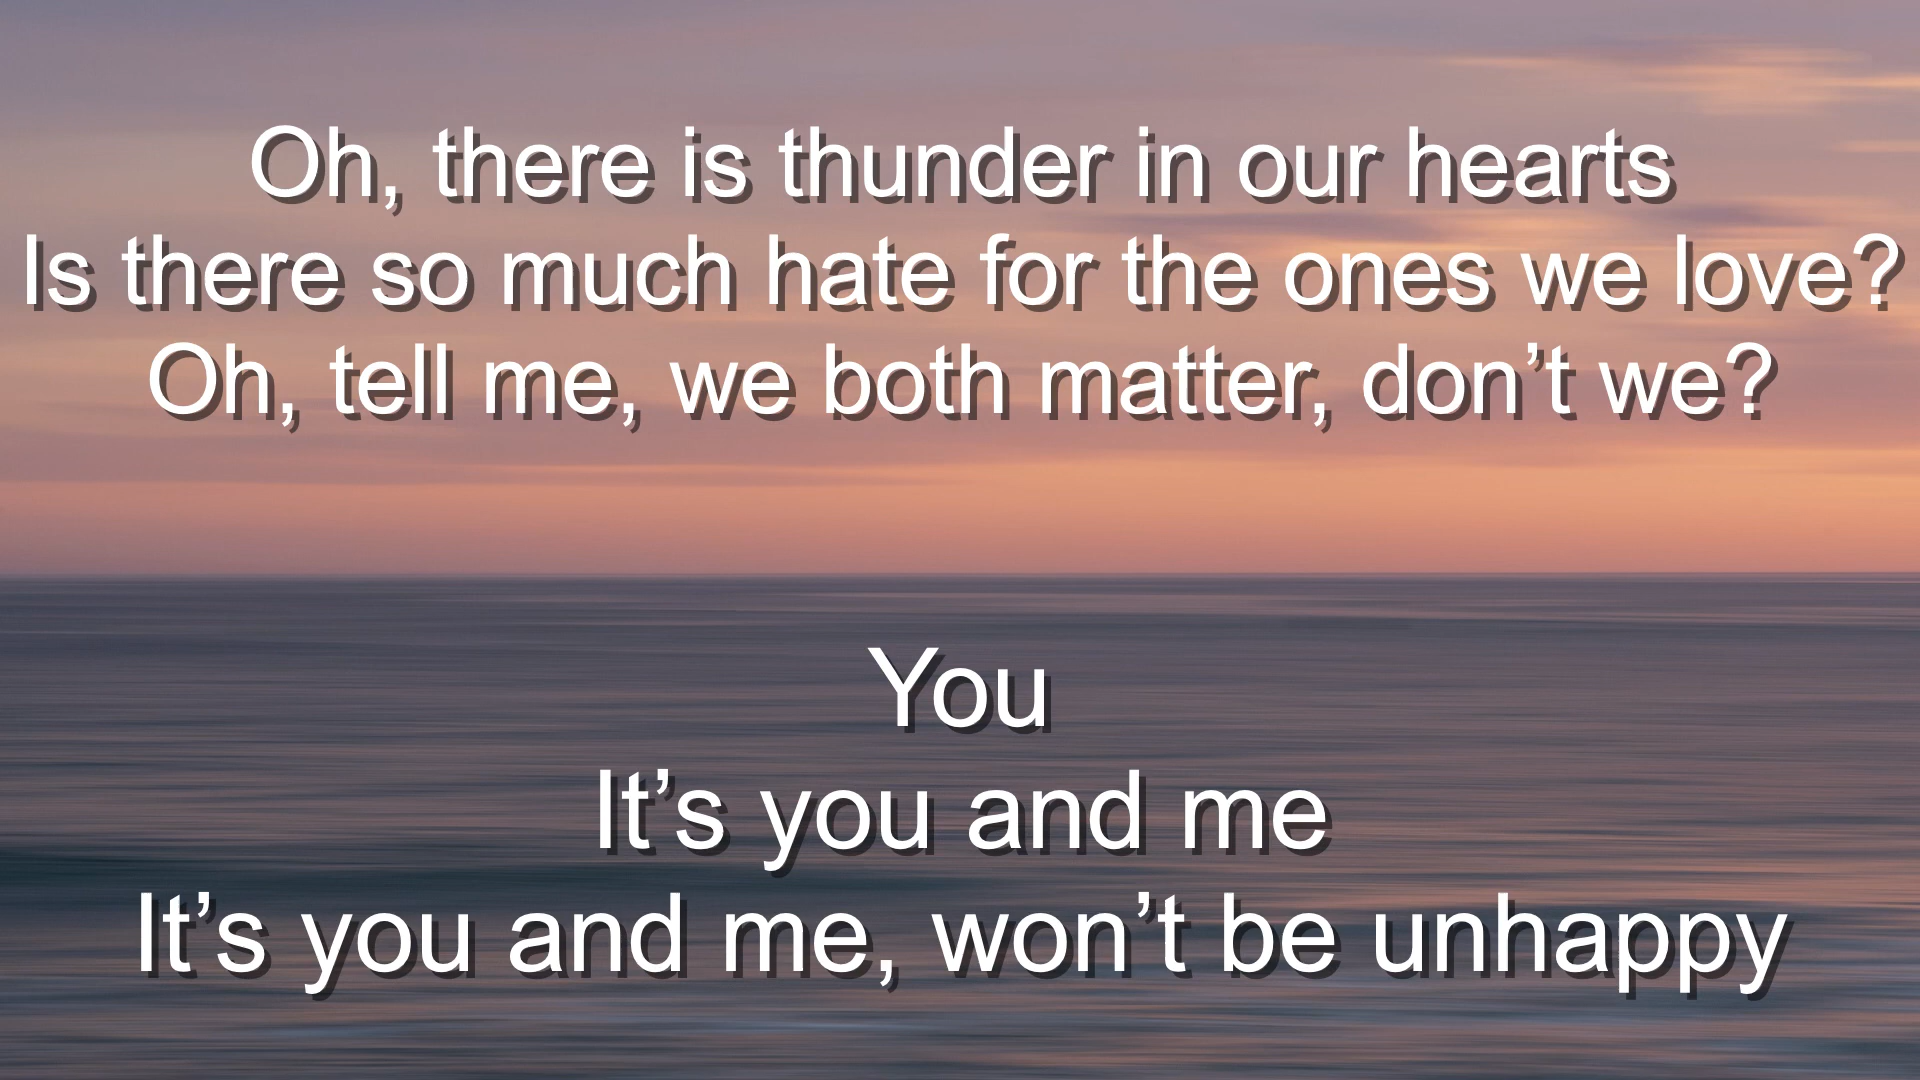 Oh, there is thunder in our hearts
Is there so much hate for the ones we love?
Oh, tell me, we both matter, don’t we?
You
It’s you and me
It’s you and me, won’t be unhappy